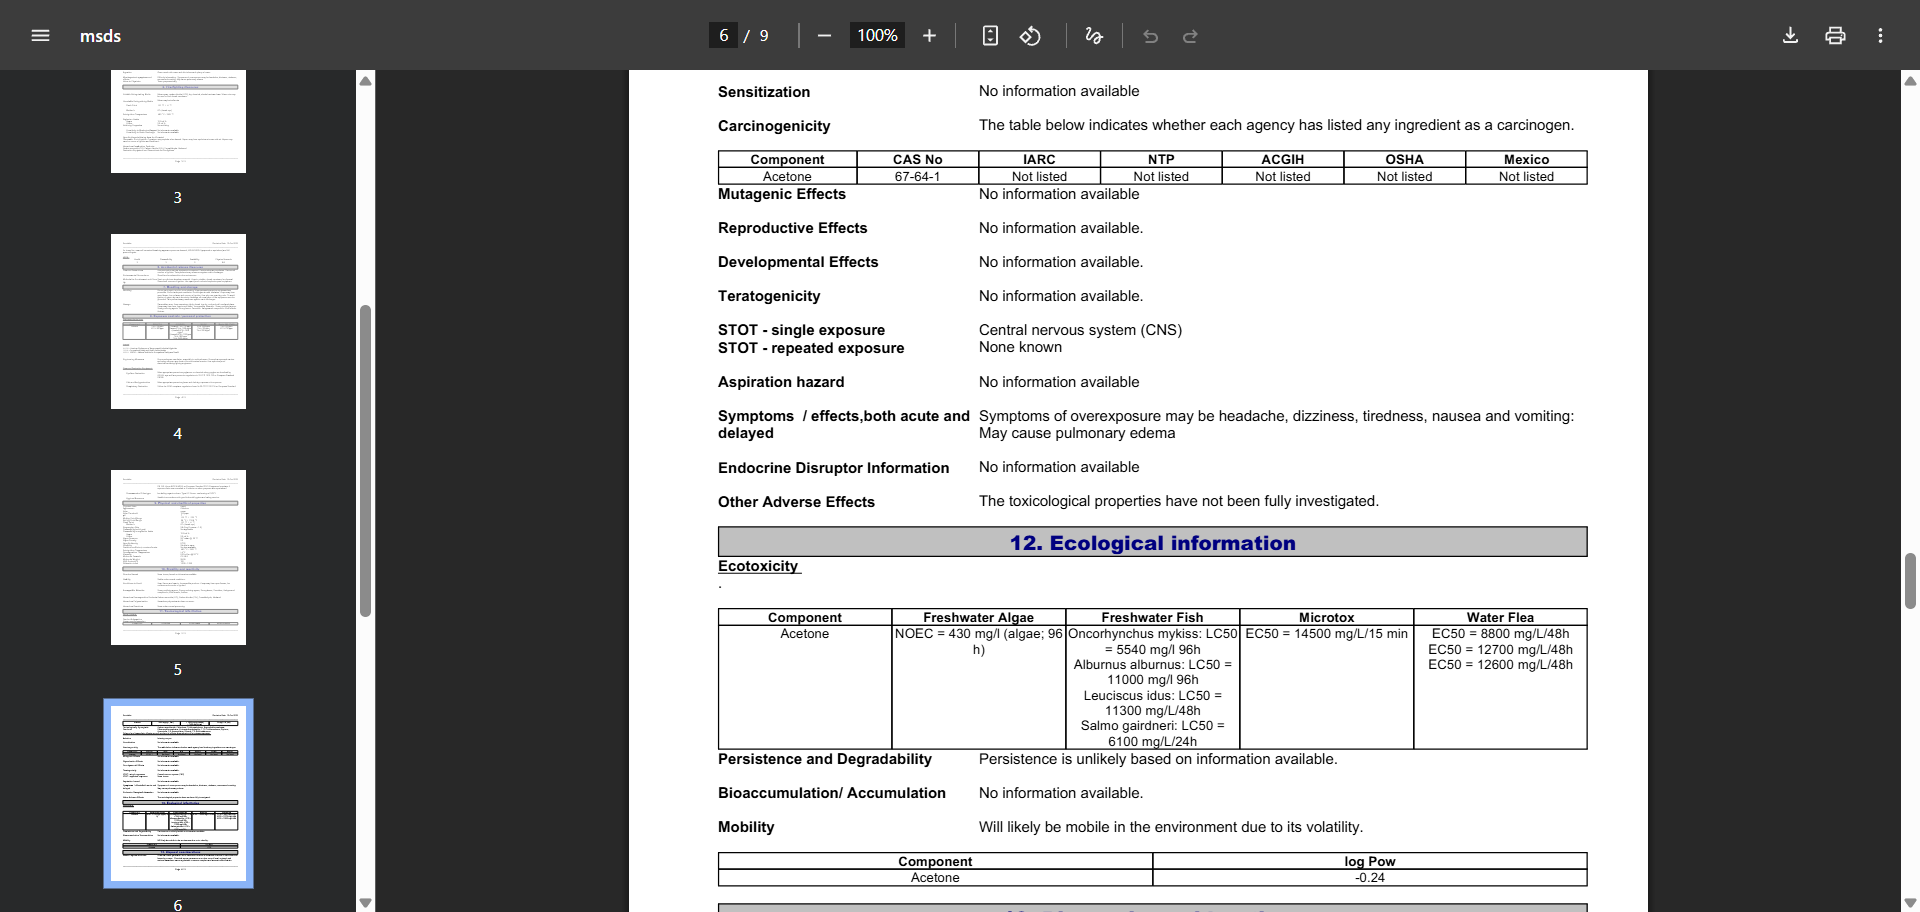 msds
6 / 9
100%
3
4
5
6
Sensitization No information available
Carcinogenicity The table below indicates whether each agency has listed any ingredient as a carcinogen.
Component CAS No IARC NTP ACGIH OSHA Mexico
Acetone 67-64-1 Not listed Not listed Not listed Not listed Not listed
Mutagenic Effects No information available
Reproductive Effects No information available.
Developmental Effects No information available.
Teratogenicity No information available.
STOT - single exposure Central nervous system (CNS)
STOT - repeated exposure None known
Aspiration hazard No information available
Symptoms / effects,both acute and Symptoms of overexposure may be headache, dizziness, tiredness, nausea and vomiting:
delayed May cause pulmonary edema
Endocrine Disruptor Information No information available
Other Adverse Effects The toxicological properties have not been fully investigated.
12. Ecological information
Ecotoxicity
.
Component Freshwater Algae Freshwater Fish Microtox Water Flea
Acetone NOEC = 430 mg/l (algae; 96 Oncorhynchus mykiss: LC50 EC50 = 14500 mg/L/15 min EC50 = 8800 mg/L/48h
h) = 5540 mg/l 96h EC50 = 12700 mg/L/48h
Alburnus alburnus: LC50 = EC50 = 12600 mg/L/48h
11000 mg/l 96h
Leuciscus idus: LC50 =
11300 mg/L/48h
Salmo gairdneri: LC50 =
6100 mg/L/24h
Persistence and Degradability Persistence is unlikely based on information available.
Bioaccumulation/ Accumulation No information available.
Mobility Will likely be mobile in the environment due to its volatility.
Component log Pow
Acetone -0.24